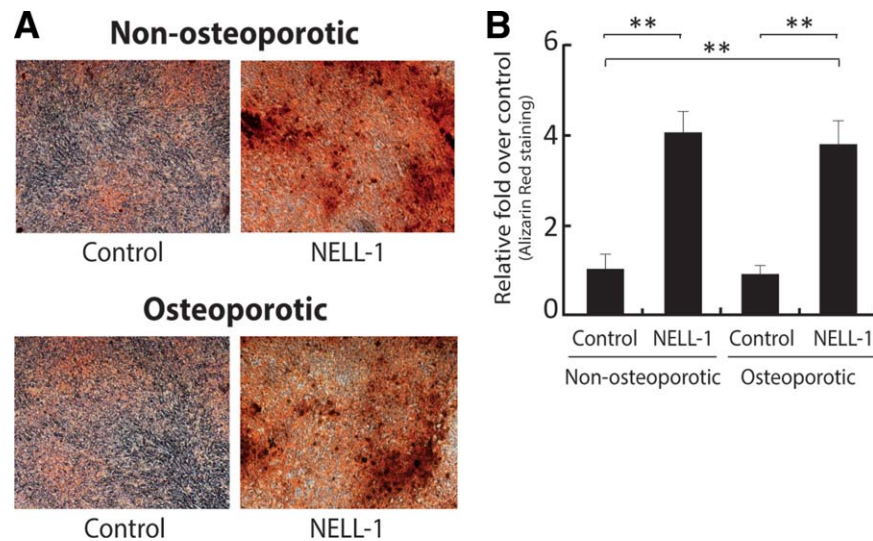 A
Non-osteoporotic
Control
NELL-1
Osteoporotic
Control
NELL-1
B
**
**
**
Relative fold over control
(Alizarin Red staining)
6
4
2
0
Control
NELL-1
Control
NELL-1
Non-osteoporotic
Osteoporotic